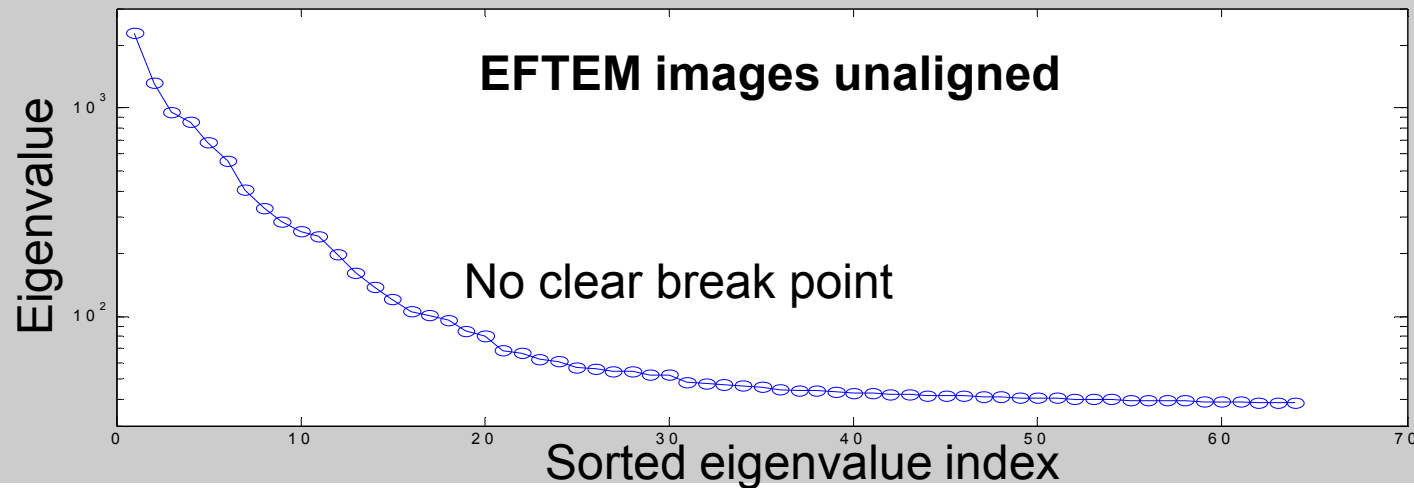 EFTEM images unaligned
Eigenvalue
10³
No clear break point
10²
0 10 20 30 40 50 60 70
Sorted eigenvalue index